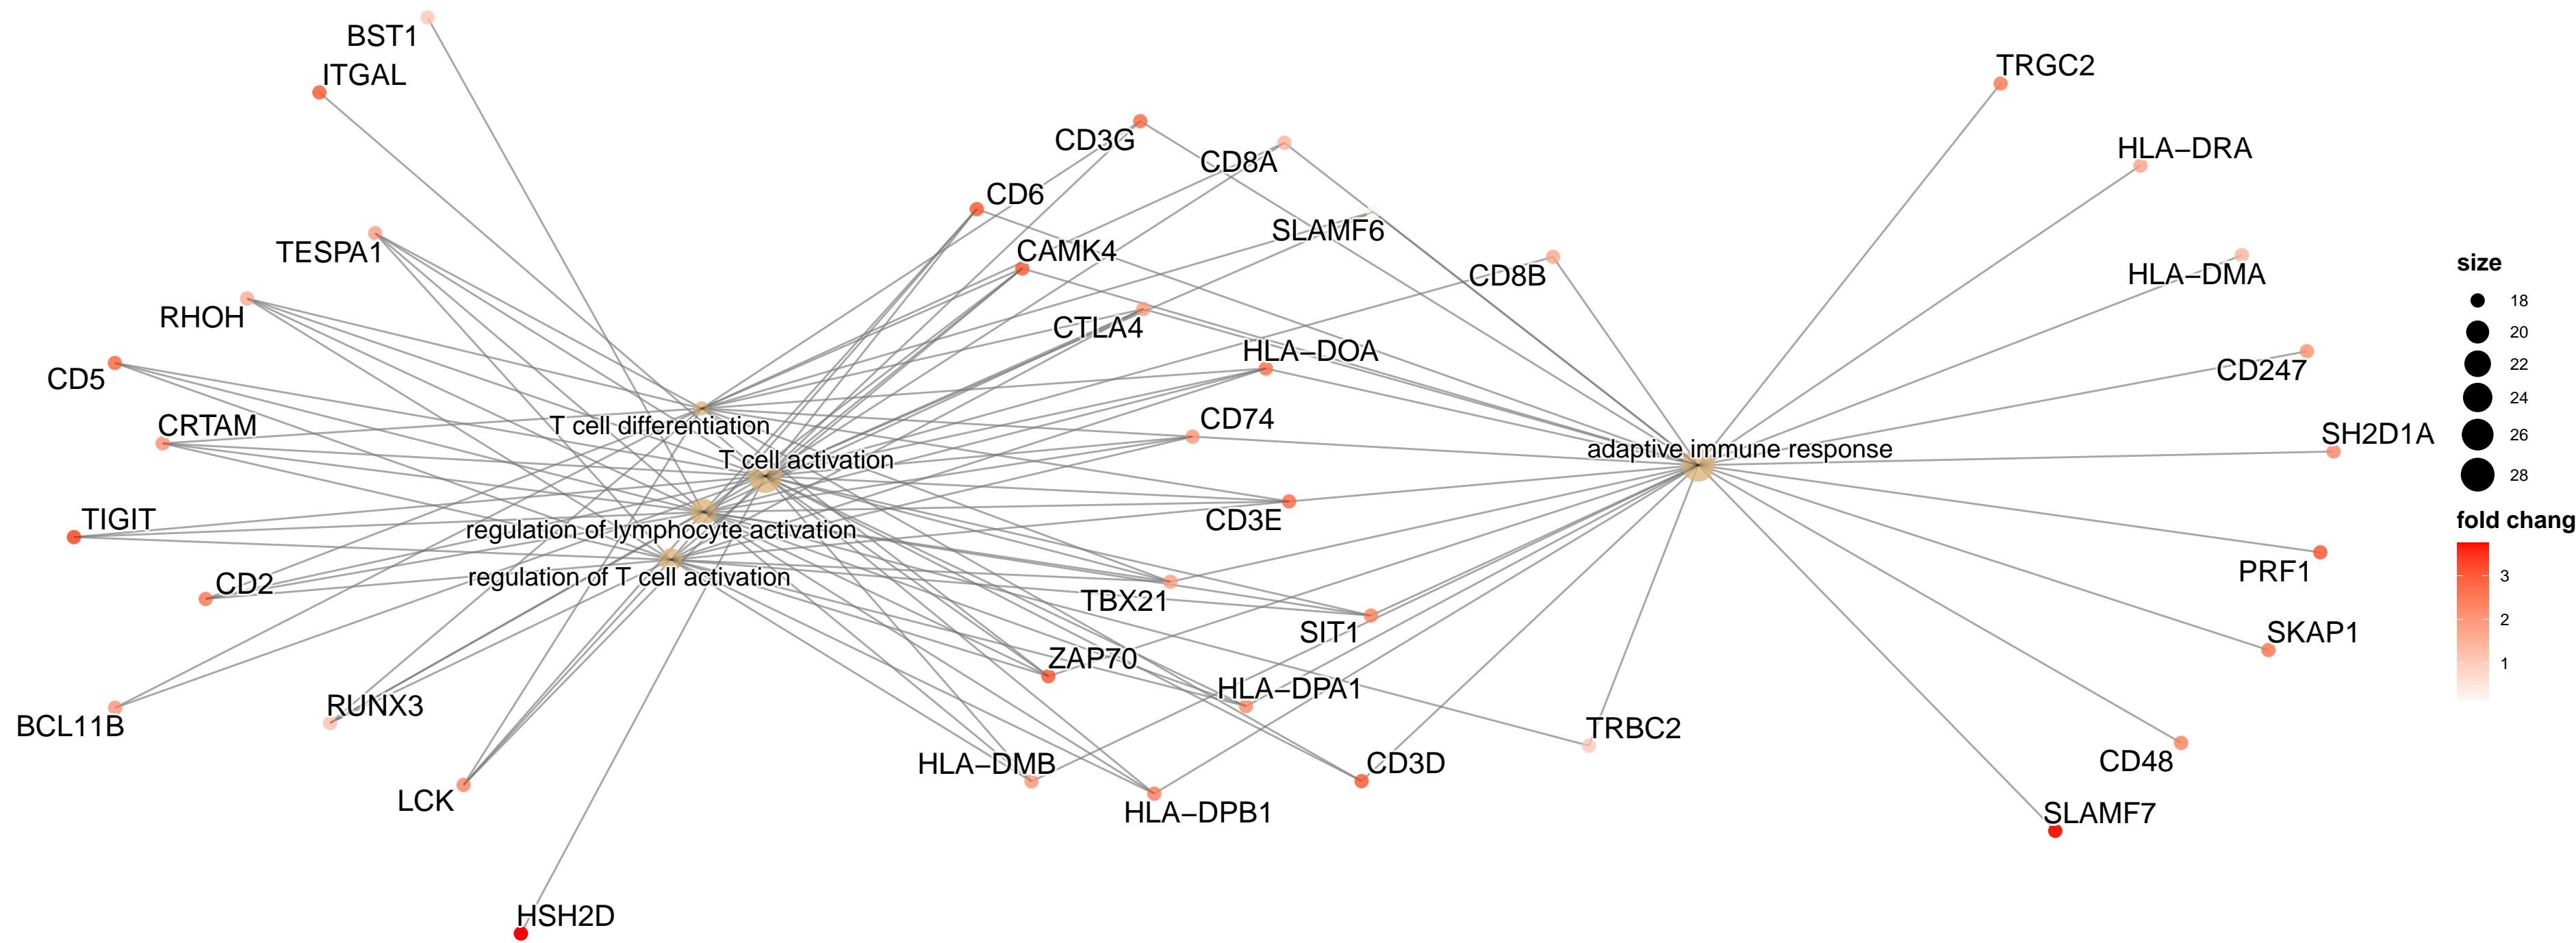 BST1
ITGAL
TRGC2
CD3G
HLA−DRA
CD8A
CD6
SLAMF6
TESPA1
CAMK4
CD8B
HLA−DMA
size
18
20
22
24
26
28
RHOH
CTLA4
HLA−DOA
CD5
CD247
CRTAM
T cell differentiation
CD74
SH2D1A
T cell activation
adaptive immune response
TIGIT
CD3E
fold chang
3
2
1
regulation of lymphocyte activation
regulation of T cell activation
CD2
PRF1
TBX21
SIT1
SKAP1
ZAP70
HLA−DPA1
RUNX3
BCL11B
TRBC2
HLA−DMB
CD3D
CD48
LCK
HLA−DPB1
SLAMF7
HSH2D